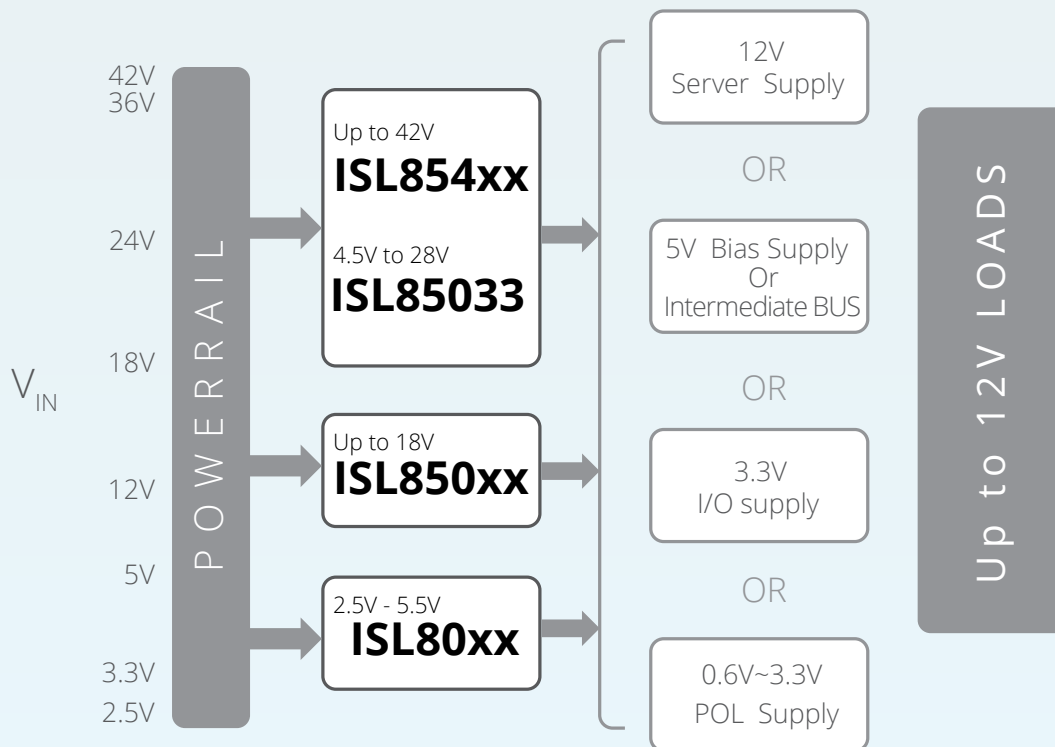 V IN
42V
36V
24V
18V
12V
5V
3.3V
2.5V
POWERRAIL
Up to 42V
ISL854xx
4.5V to 28V
ISL85033
Up to 18V
ISL850xx
2.5V - 5.5V
ISL80xx
12V
Server Supply
OR
5V Bias Supply
Or
Intermediate BUS
OR
3.3V
I/O supply
OR
0.6V~3.3V
POL Supply
Up to 12V LOADS